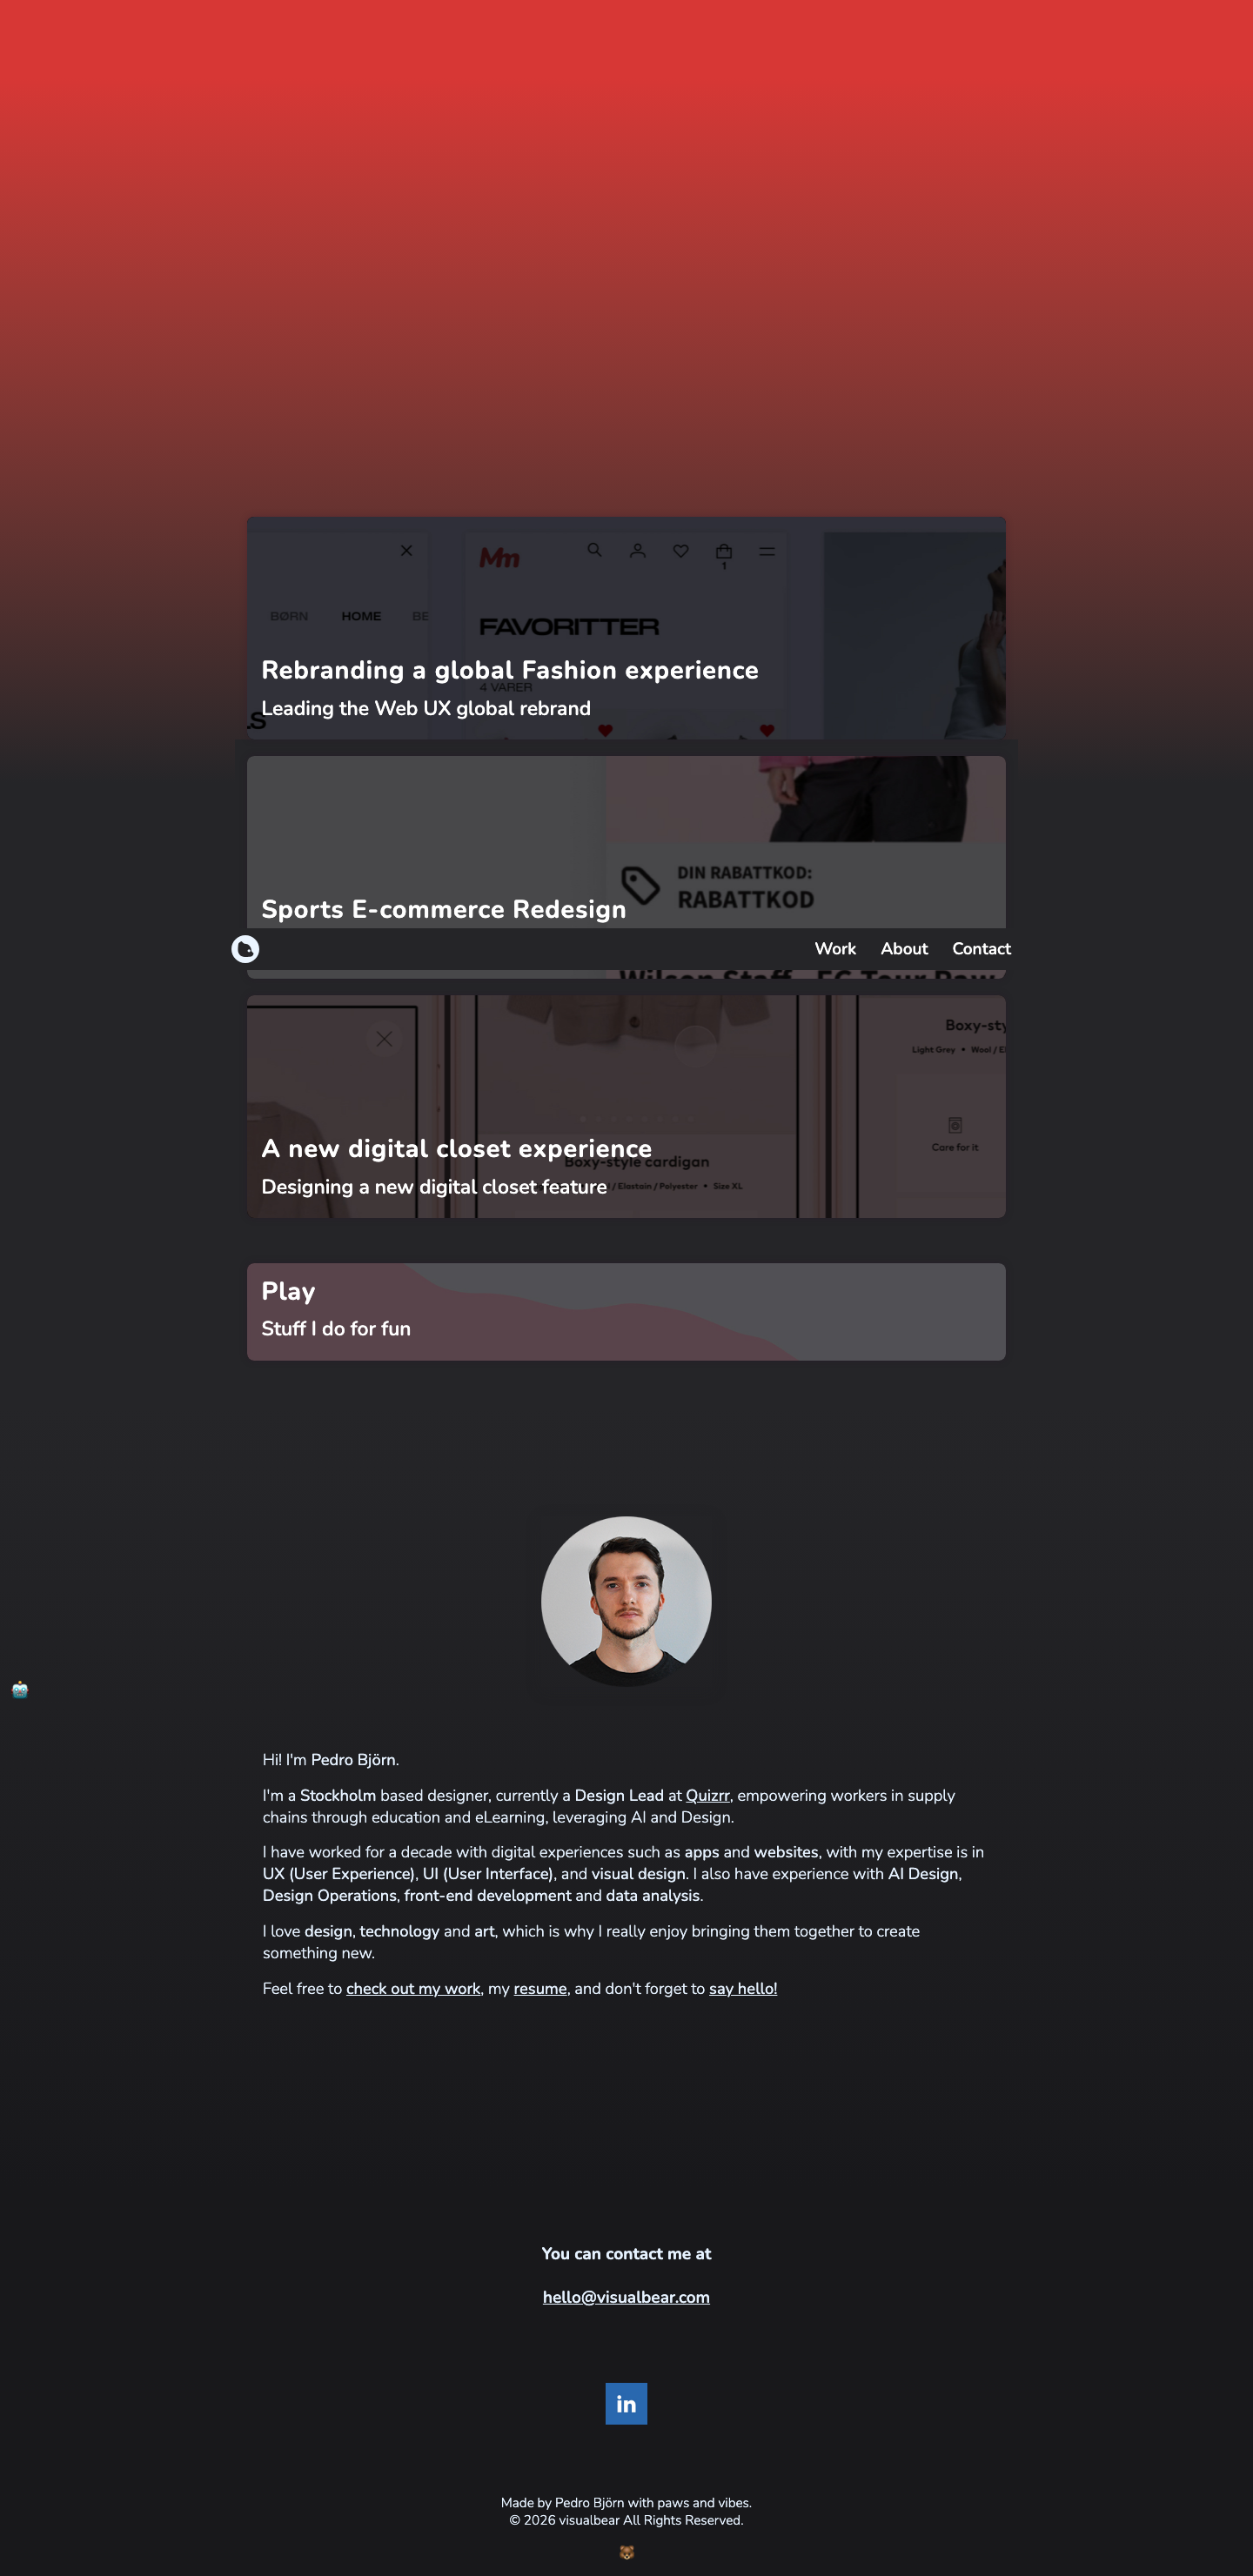 Mn
1
BØRN HOME BE
FAVORITTER
Rebranding a global Fashion experience
4 VARER
Leading the Web UX global rebrand
DIN RABATTKOD:
RABATTKOD
Sports E-commerce Redesign
Work About Contact
Boxy-sty
Light Grey • Wool / El
Care for it
A new digital closet experience
Boxy-style cardigan
/ Elastain / Polyester • Size XL
Designing a new digital closet feature
Play
Stuff I do for fun
Hi! I'm Pedro Björn.
I'm a Stockholm based designer, currently a Design Lead at Quizrr, empowering workers in supply
chains through education and eLearning, leveraging AI and Design.
I have worked for a decade with digital experiences such as apps and websites, with my expertise is in
UX (User Experience), UI (User Interface), and visual design. I also have experience with AI Design,
Design Operations, front-end development and data analysis.
I love design, technology and art, which is why I really enjoy bringing them together to create
something new.
Feel free to check out my work, my resume, and don't forget to say hello!
You can contact me at
hello@visualbear.com
in
Made by Pedro Björn with paws and vibes.
© 2026 visualbear All Rights Reserved.